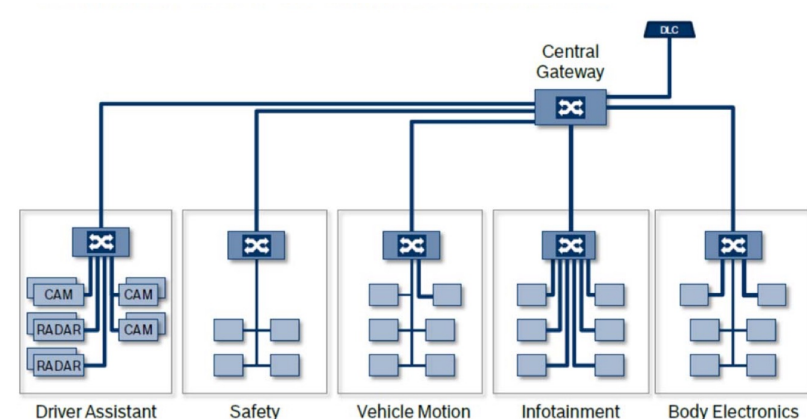 DLC
Central
Gateway
CAM
CAM
RADAR
CAM
RADAR
Driver Assistant
Safety
Vehicle Motion
Infotainment
Body Electronics